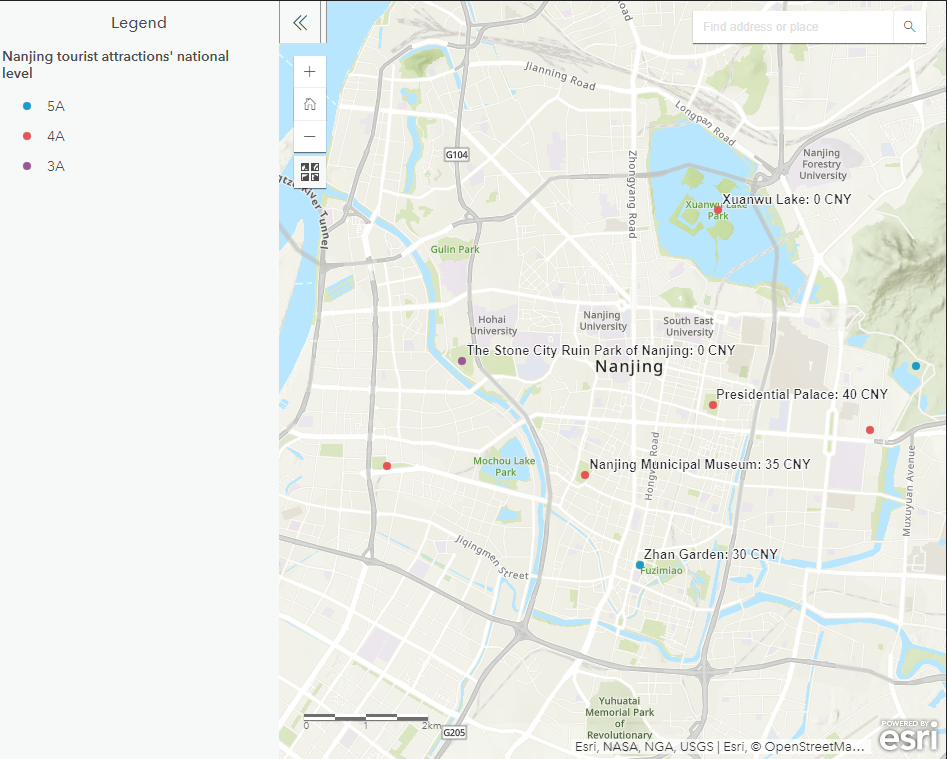 Legend
Nanjing tourist attractions' national
level
5A
4A
3A
Find address or place
Jianning Road
Longpan Road
G104
Zhongyang Road
Nanjing
Forestry
University
River Tunnel
Xuanwu Lake: 0 CNY
Xuanwu Lake
Park
Gulin Park
Hohai
University
Nanjing
University
South East
University
The Stone City Ruin Park of Nanjing: 0 CNY
Nanjing
Presidential Palace: 40 CNY
Mochou Lake
Park
Nanjing Municipal Museum: 35 CNY
Road
Muxuyuan Avenue
Jiqingmen Street
Zhan Garden: 30 CNY
Fuzimiao
Yuhuatai
Memorial Park
of
Revolutionary
0 1 2km
G205
Esri, NASA, NGA, USGS | Esri, © OpenStreetMa...
POWERED BY
esri